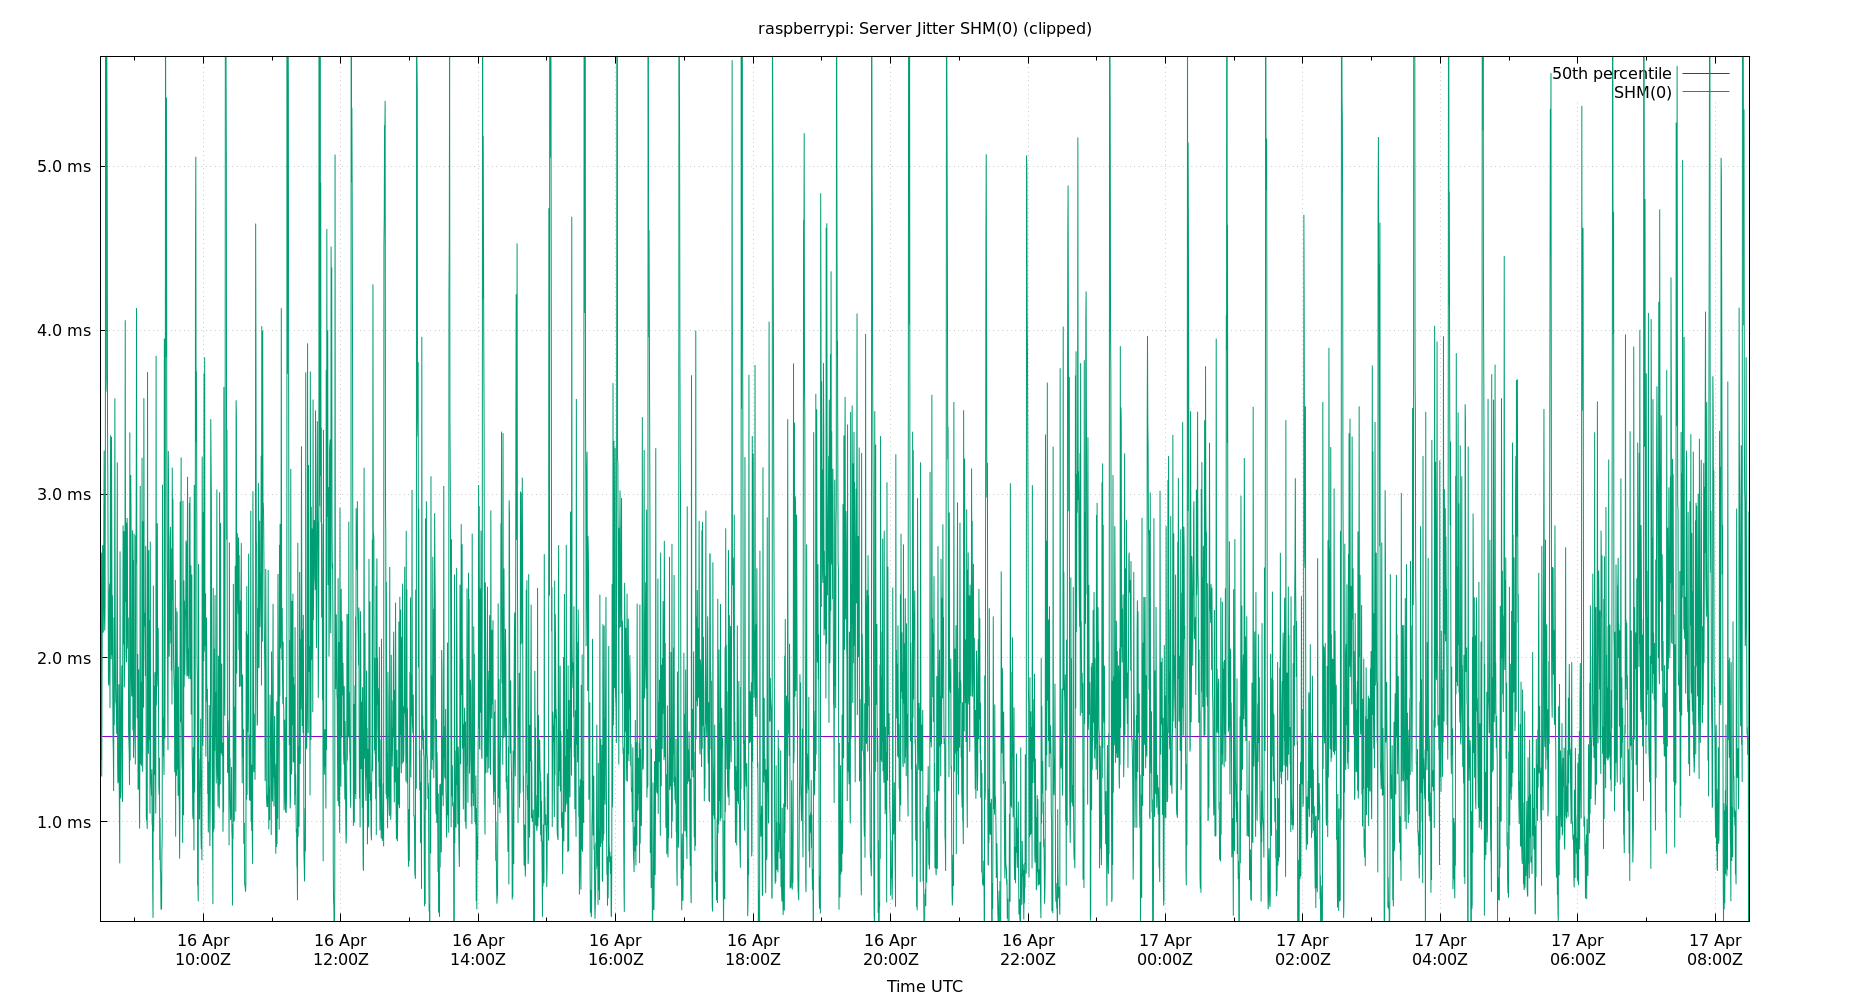 raspberrypi: Server Jitter SHM(0) (clipped)
50th percentile
SHM(0)
5.0 ms
4.0 ms
3.0 ms
2.0 ms
1.0 ms
16 Apr 16 Apr 16 Apr 16 Apr 16 Apr 16 Apr 16 Apr 17 Apr 17 Apr 17 Apr 17 Apr 17 Apr
10:00Z 12:00Z 14:00Z 16:00Z 18:00Z 20:00Z 22:00Z 00:00Z 02:00Z 04:00Z 06:00Z 08:00Z
Time UTC